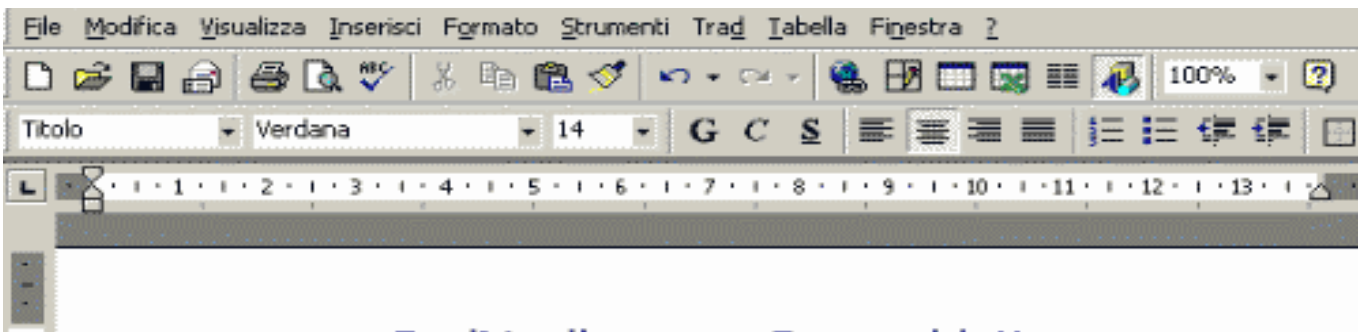 File Modifica Visualizza Inserisci Formato Strumenti Trad Tabella Finestra ?
ABC 100% ?
Titolo Verdana 14 G C S
L 1 2 3 4 5 6 7 8 9 10 11 12 13